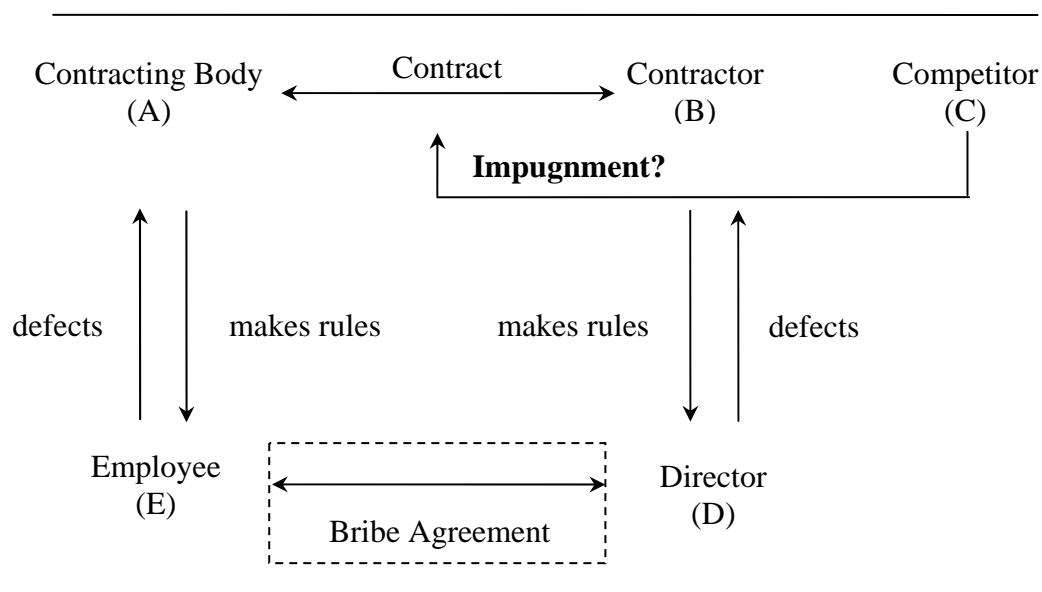 Contracting Body
(A)
Contract
Contractor
(B)
Competitor
(C)
Impugnment?
defects
makes rules
makes rules
defects
Employee
(E)
Bribe Agreement
Director
(D)